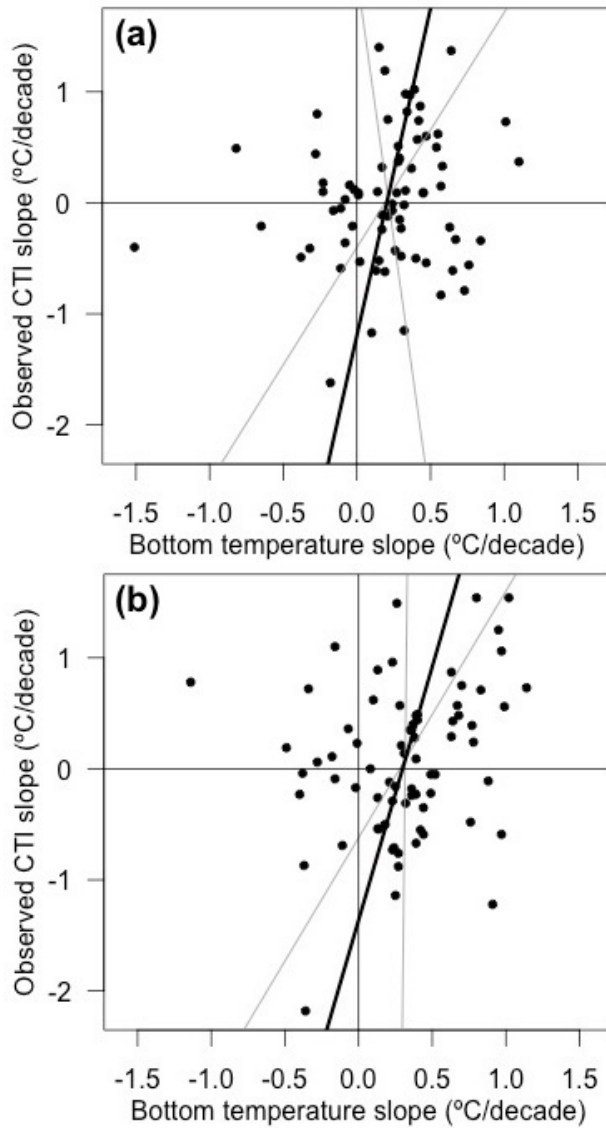 (a)
Observed CTI slope (ºC/decade)
1
0
-1
-2
-1.5 -1.0 -0.5 0.0 0.5 1.0 1.5
Bottom temperature slope (ºC/decade)
(b)
Observed CTI slope (ºC/decade)
1
0
-1
-2
-1.5 -1.0 -0.5 0.0 0.5 1.0 1.5
Bottom temperature slope (ºC/decade)